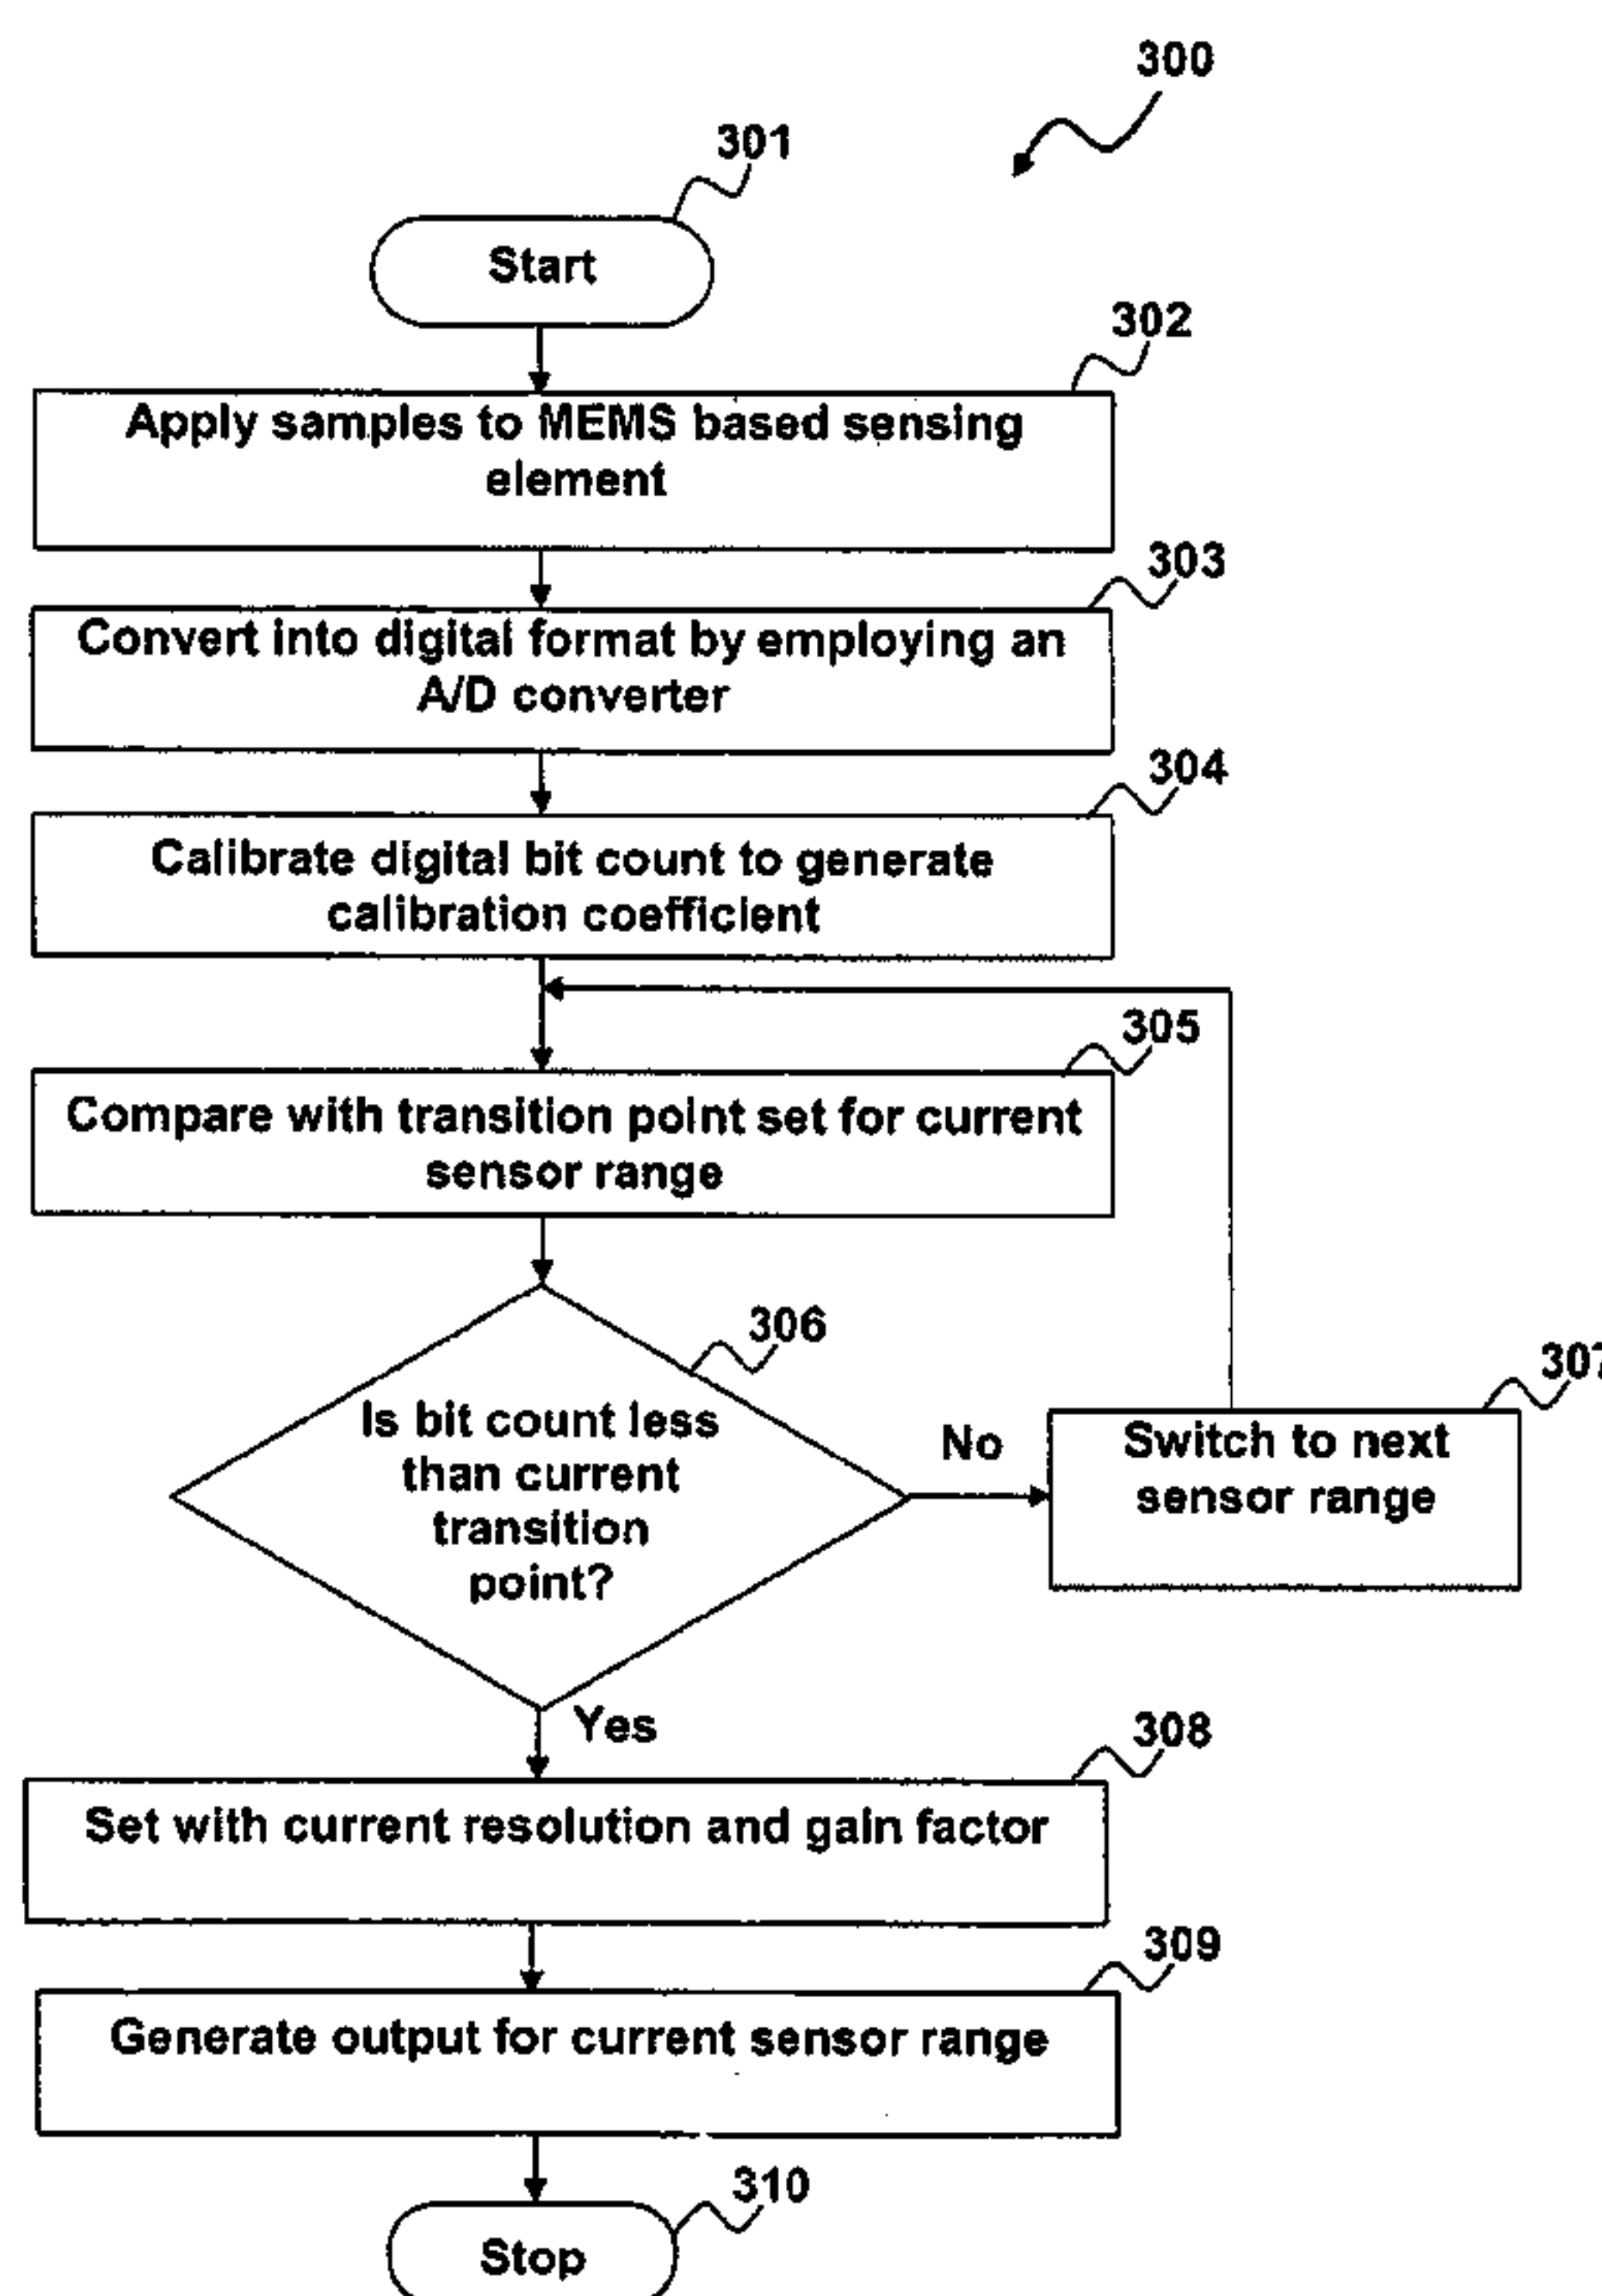 300
301
Start
302
Apply samples to MEMS based sensing
element
303
Convert into digital format by employing an
A/D converter
304
Calibrate digital bit count to generate
calibration coefficient
305
Compare with transition point set for current
sensor range
306
Is bit count less
than current
transition
point?
No
307
Switch to next
sensor range
Yes
308
Set with current resolution and gain factor
309
Generate output for current sensor range
310
Stop